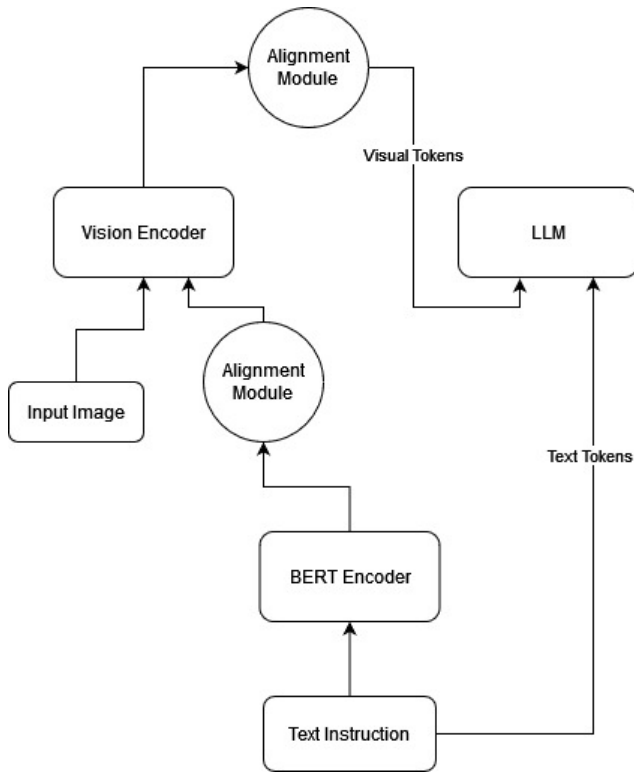 Alignment
Module
Visual Tokens
Vision Encoder
LLM
Alignment
Module
Input Image
Text Tokens
BERT Encoder
Text Instruction